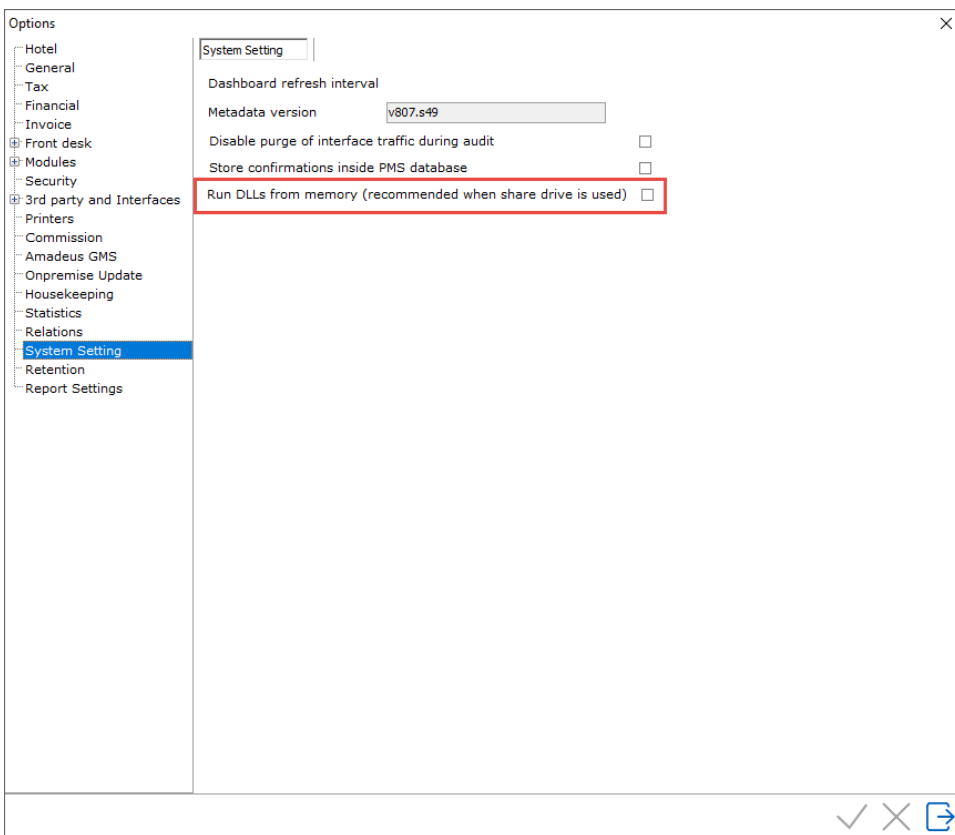 Options
Hotel
General
Tax
Financial
Invoice
Front desk
Modules
Security
3rd party and Interfaces
Printers
Commission
Amadeus GMS
Onpremise Update
Housekeeping
Statistics
Relations
System Setting
Retention
Report Settings
System Setting
Dashboard refresh interval
Metadata version v807.s49
Disable purge of interface traffic during audit
Store confirmations inside PMS database
Run DLLs from memory (recommended when share drive is used)